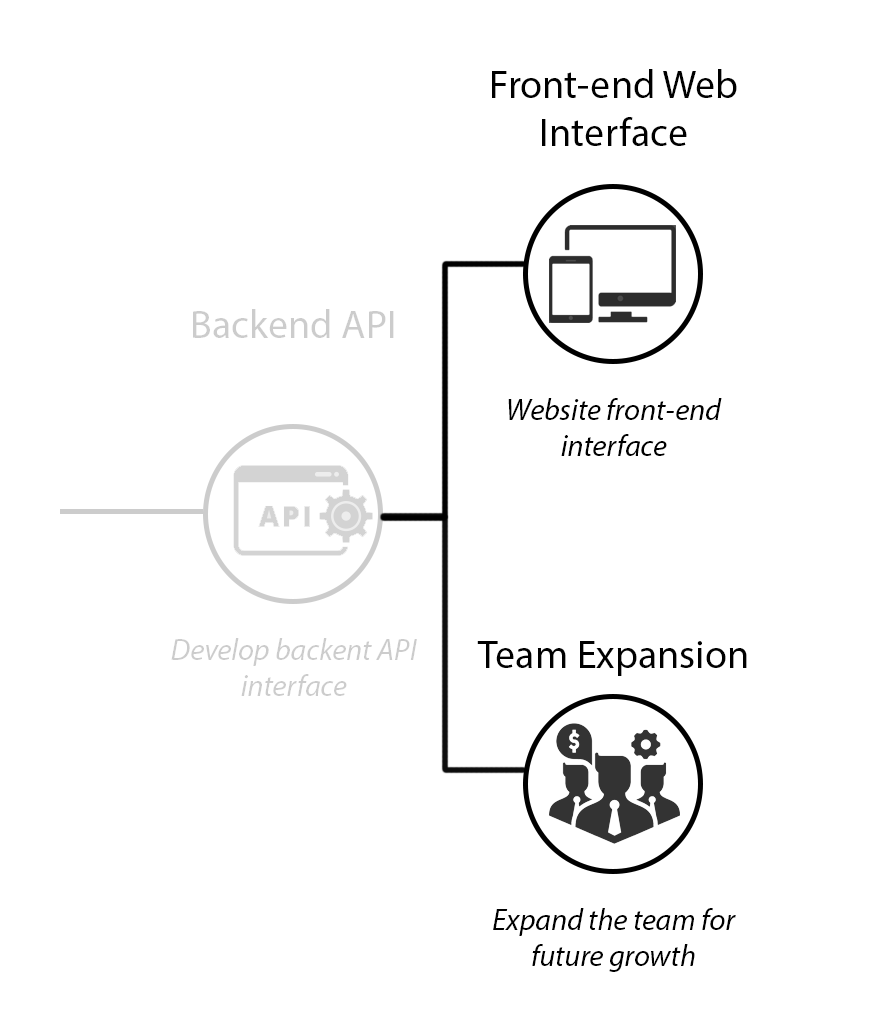 Front-end Web
Interface
Website front-end
interface
Backend API
API
Develop backent API
interface
Team Expansion
$
Expand the team for
future growth